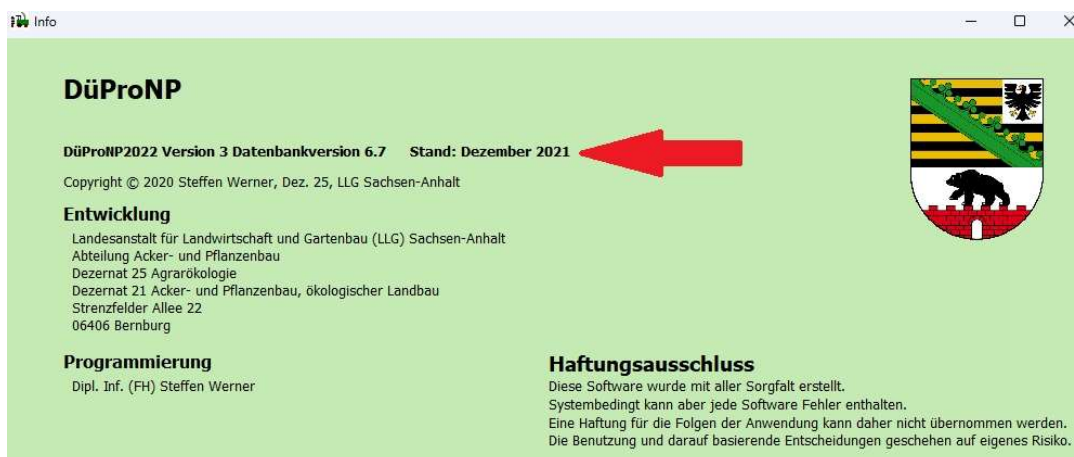 Info
DüProNP
DüProNP2022 Version 3 Datenbankversion 6.7 Stand: Dezember 2021
Copyright © 2020 Steffen Werner, Dez. 25, LLG Sachsen-Anhalt
Entwicklung
Landesanstalt für Landwirtschaft und Gartenbau (LLG) Sachsen-Anhalt
Abteilung Acker- und Pflanzenbau
Dezernat 25 Agrarökologie
Dezernat 21 Acker- und Pflanzenbau, ökologischer Landbau
Strenzfelder Allee 22
06406 Bernburg
Programmierung
Dipl. Inf. (FH) Steffen Werner
Haftungsausschluss
Diese Software wurde mit aller Sorgfalt erstellt.
Systembedingt kann aber jede Software Fehler enthalten.
Eine Haftung für die Folgen der Anwendung kann daher nicht übernommen werden.
Die Benutzung und darauf basierende Entscheidungen geschehen auf eigenes Risiko.